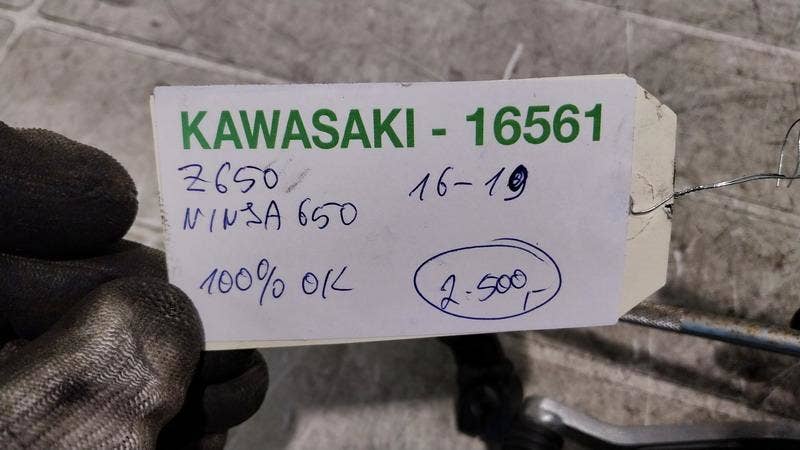 KAWASAKI - 16561
Z650 16-19
NINJA 650
100% OK 2.500,-